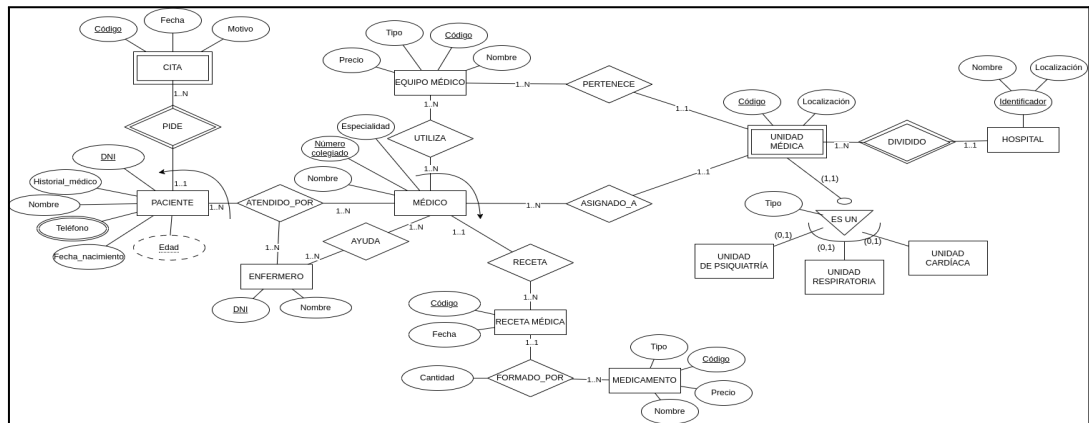 Código
Fecha
Motivo
CITA
1..N
PIDE
1..1
DNI
Historial_médico
Nombre
Teléfono
Fecha_nacimiento
Edad
PACIENTE
1..N
ATENDIDO_POR
1..N
1..N
ENFERMERO
DNI
Nombre
AYUDA
1..N
1..N
Tipo
Código
Precio
Nombre
EQUIPO MÉDICO
1..N
1..N
UTILIZA
1..N
Especialidad
Número
colegiado
Nombre
MÉDICO
1..N
1..1
PERTENECE
1..1
ASIGNADO_A
1..1
RECETA
1..N
Código
Fecha
RECETA MÉDICA
1..1
Cantidad
FORMADO_POR
1..N
MEDICAMENTO
Tipo
Código
Precio
Nombre
Código
Localización
UNIDAD
MÉDICA
1..N
DIVIDIDO
1..1
HOSPITAL
Nombre
Localización
Identificador
(1,1)
Tipo
ES UN
(0,1)
(0,1)
(0,1)
UNIDAD
DE PSIQUIATRÍA
UNIDAD
RESPIRATORIA
UNIDAD
CARDÍACA